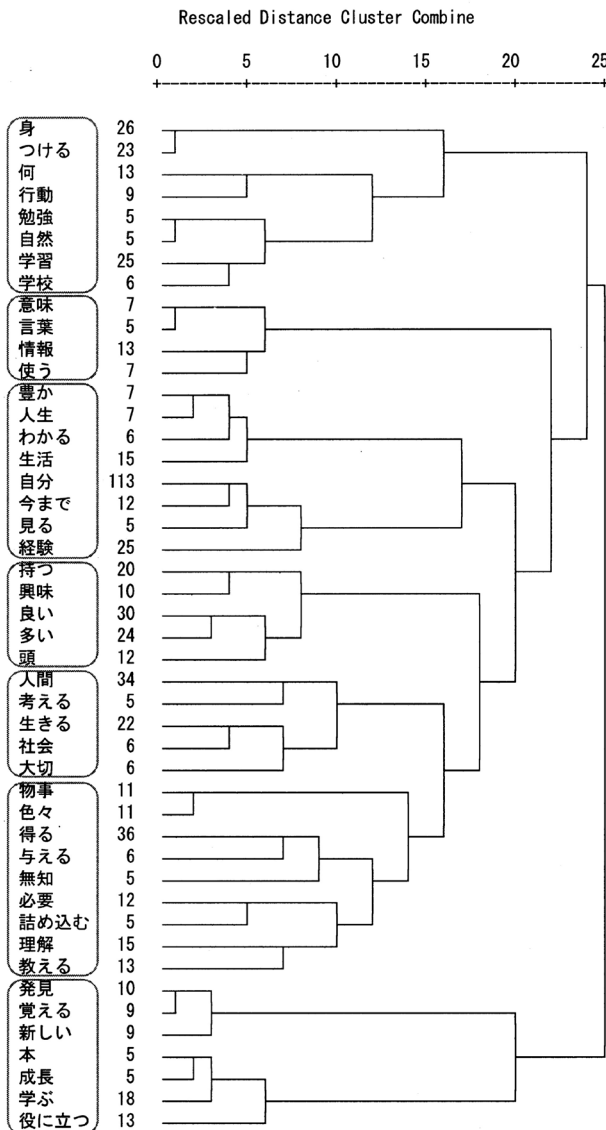 Rescaled Distance Cluster Combine
0 5 10 15 20 25
身 26
つける 23
何 13
行動 9
勉強 5
自然 5
学習 25
学校 6
意味 7
言葉 5
情報 13
使う 7
豊か 7
人生 7
わかる 6
生活 15
自分 113
今まで 12
見る 5
経験 25
持つ 20
興味 10
良い 30
多い 24
頭 12
人間 34
考える 5
生きる 22
社会 6
大切 6
物事 11
色々 11
得る 36
与える 6
無知 5
必要 12
詰め込む 5
理解 15
教える 13
発見 10
覚える 9
新しい 9
本 5
成長 5
学ぶ 18
役に立つ 13